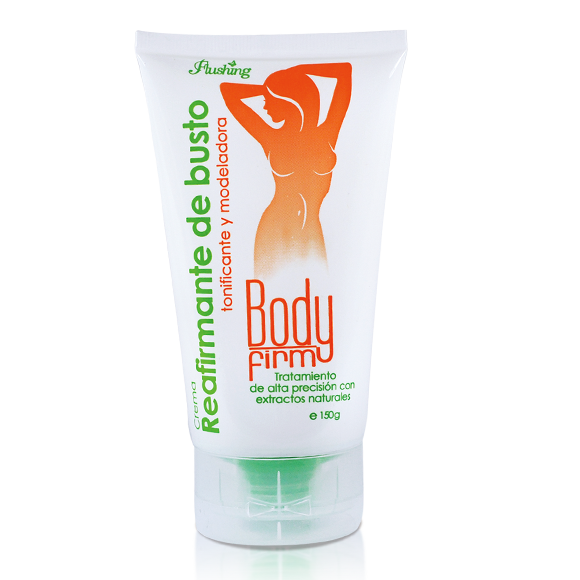 Flushing
Crema
Reafirmante de busto
tonificante y modeladora
Body
firm
Tratamiento
de alta precisión con
extractos naturales
e 150g